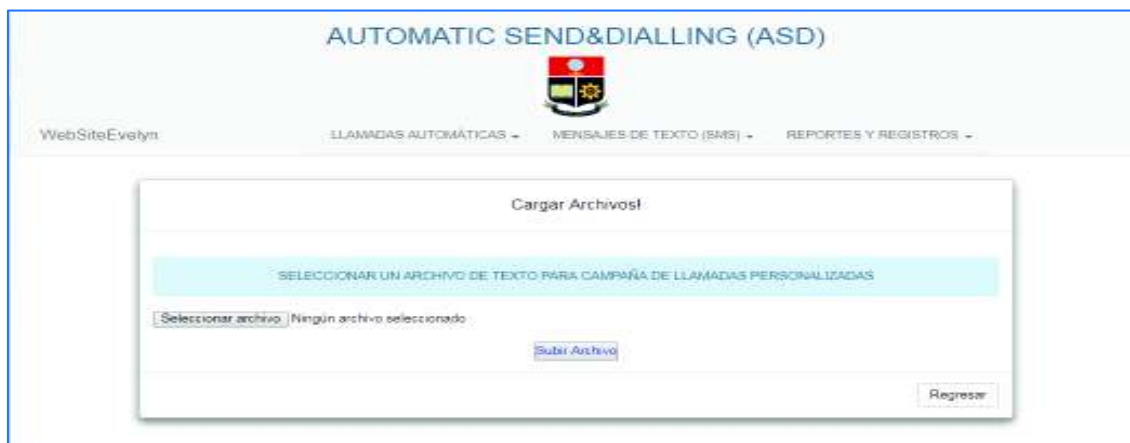 AUTOMATIC SEND&DIALLING (ASD)
WebSiteEvelyn LLAMADAS AUTOMÁTICAS MENSAJES DE TEXTO (SMS) REPORTES Y REGISTROS
Cargar Archivos!
SELECCIONAR UN ARCHIVO DE TEXTO PARA CAMPAÑA DE LLAMADAS PERSONALIZADAS
Seleccionar archivo Ningún archivo seleccionado
Subir Archivo
Regresar